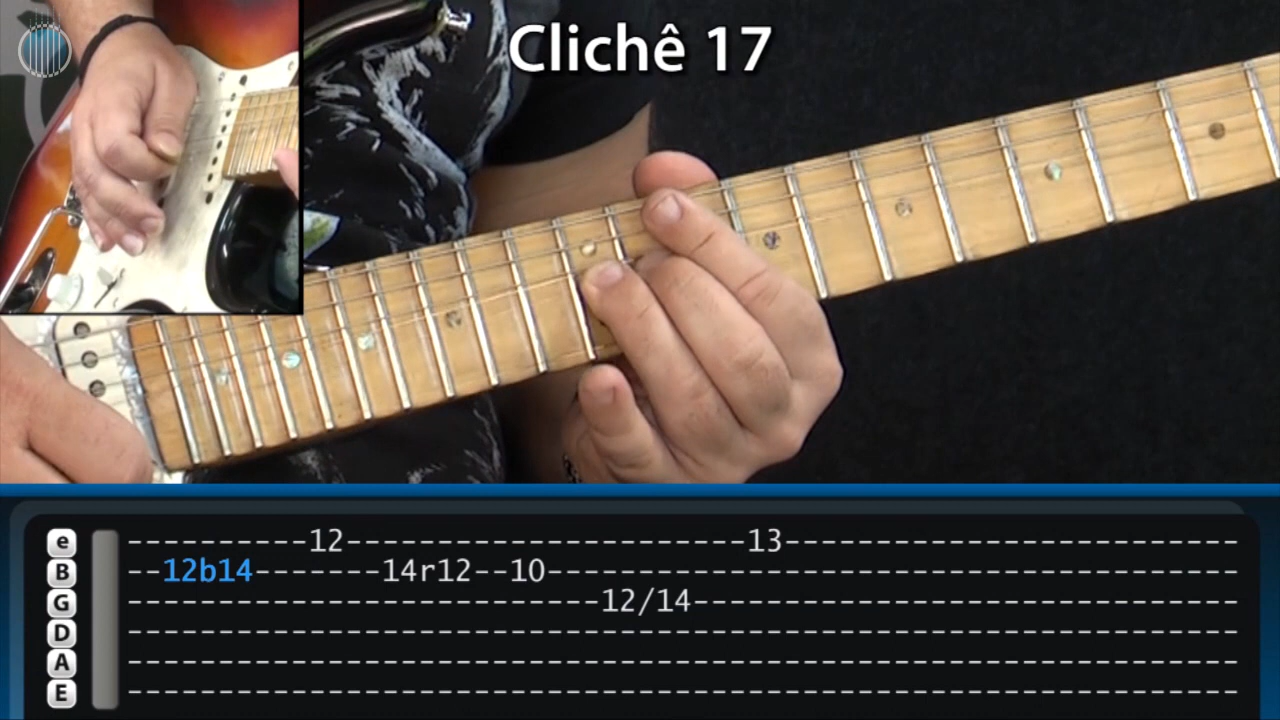 Clichê 17
e ----------12----------------------13--------------------------
B --12b14-------14r12--10--------------------------------------
G --------------------------12/14------------------------------
D -------------------------------------------------------------
A -------------------------------------------------------------
E -------------------------------------------------------------